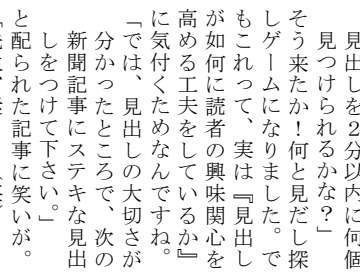 見出しを２分以内に何個
見つけられるかな？」
そう来たか！何と見だし探
しゲームになりました。で
もこれって、実は『見出し
が如何に読者の興味関心を
高める工夫をしているか』
に気付くためなんですね。
「では、見出しの大切さが
分かったところで、次の
新聞記事にステキな見出
しをつけて下さい。」
と配られた記事に笑いが。